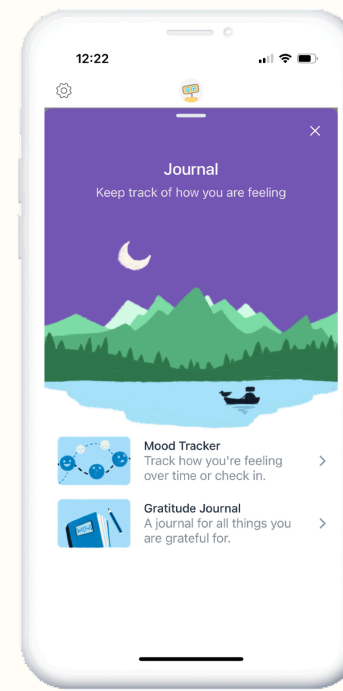 12:22
Journal
Keep track of how you are feeling
Mood Tracker
Track how you're feeling
over time or check in.
Gratitude Journal
A journal for all things you
are grateful for.